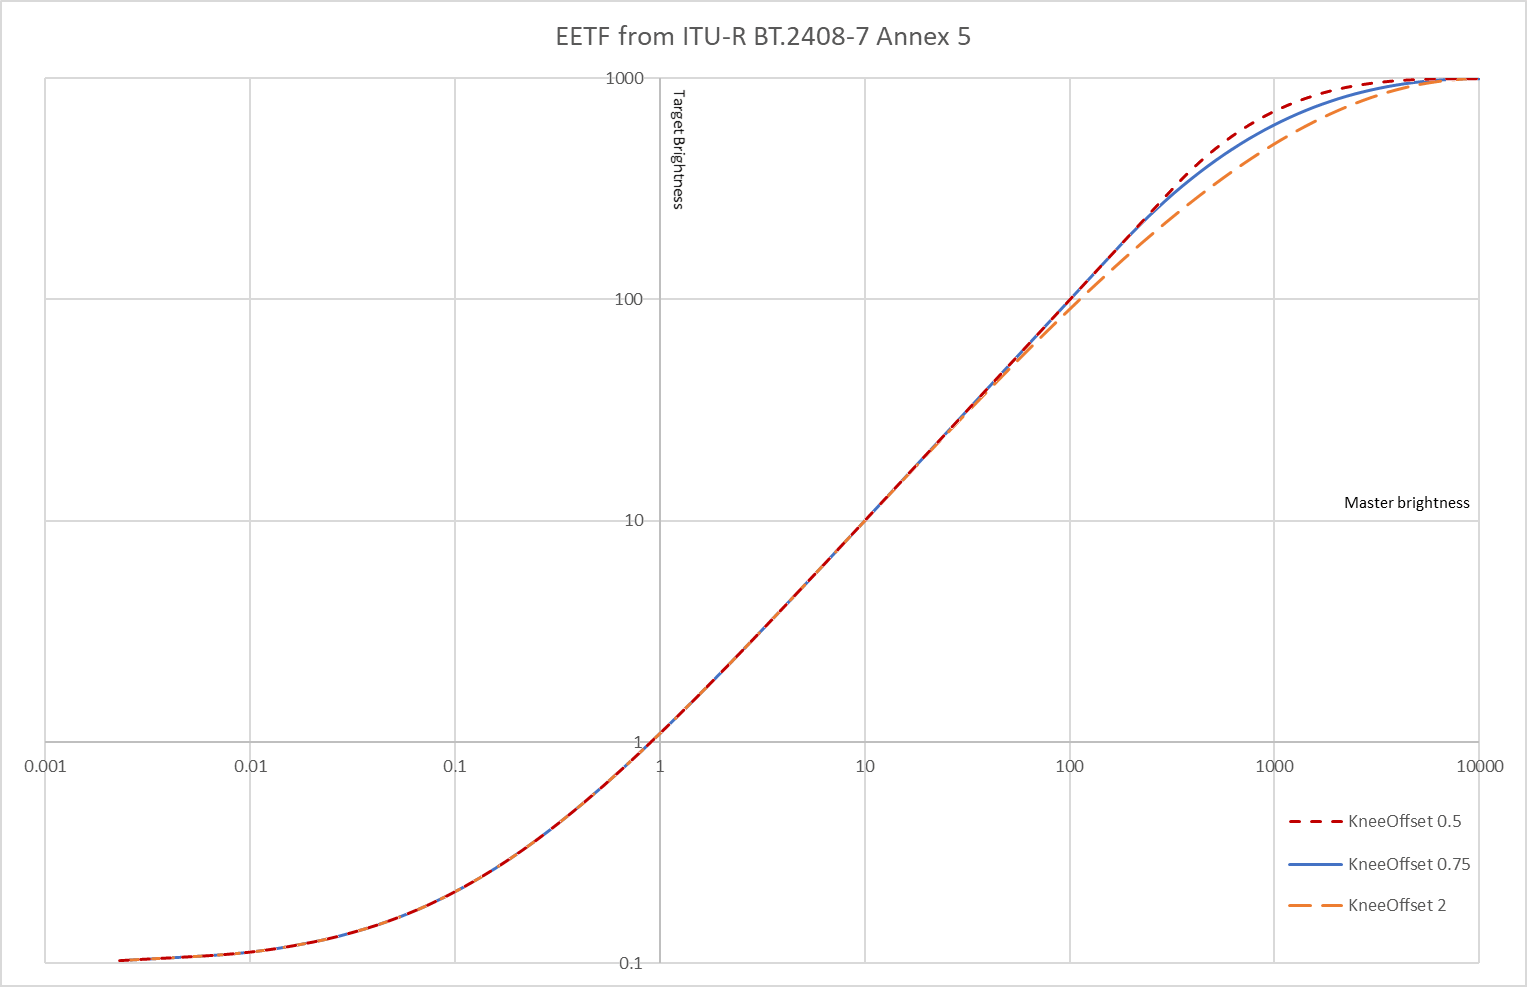 EETF from ITU-R BT.2408-7 Annex 5
1000
Target Brightness
100
Master brightness
10
1
0.001 0.01 0.1 1 10 100 1000 10000
KneeOffset 0.5
KneeOffset 0.75
KneeOffset 2
0.1